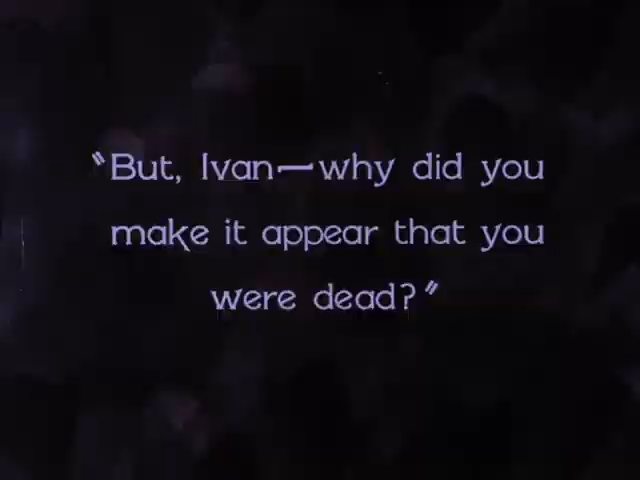 "But, Ivan—why did you
make it appear that you
were dead?"